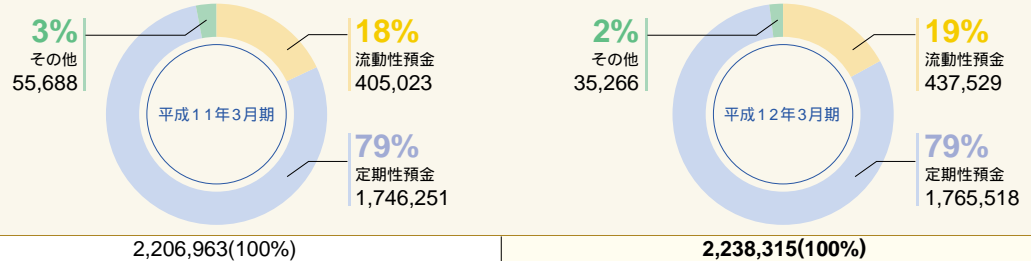 3%
その他
55,688
18%
流動性預金
405,023
平成11年3月期
79%
定期性預金
1,746,251
2,206,963(100%)
2%
その他
35,266
19%
流動性預金
437,529
平成12年3月期
79%
定期性預金
1,765,518
2,238,315(100%)